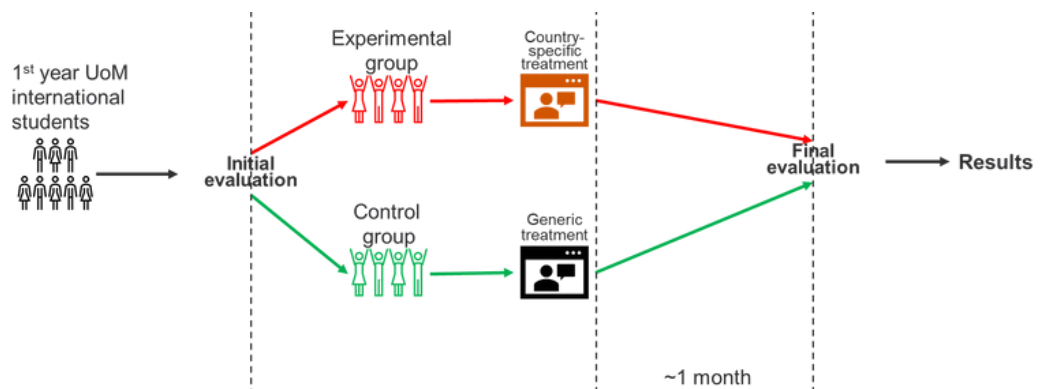 1st year UoM
international
students
Initial
evaluation
Experimental
group
Country-
specific
treatment
Control
group
Generic
treatment
~1 month
Final
evaluation
Results